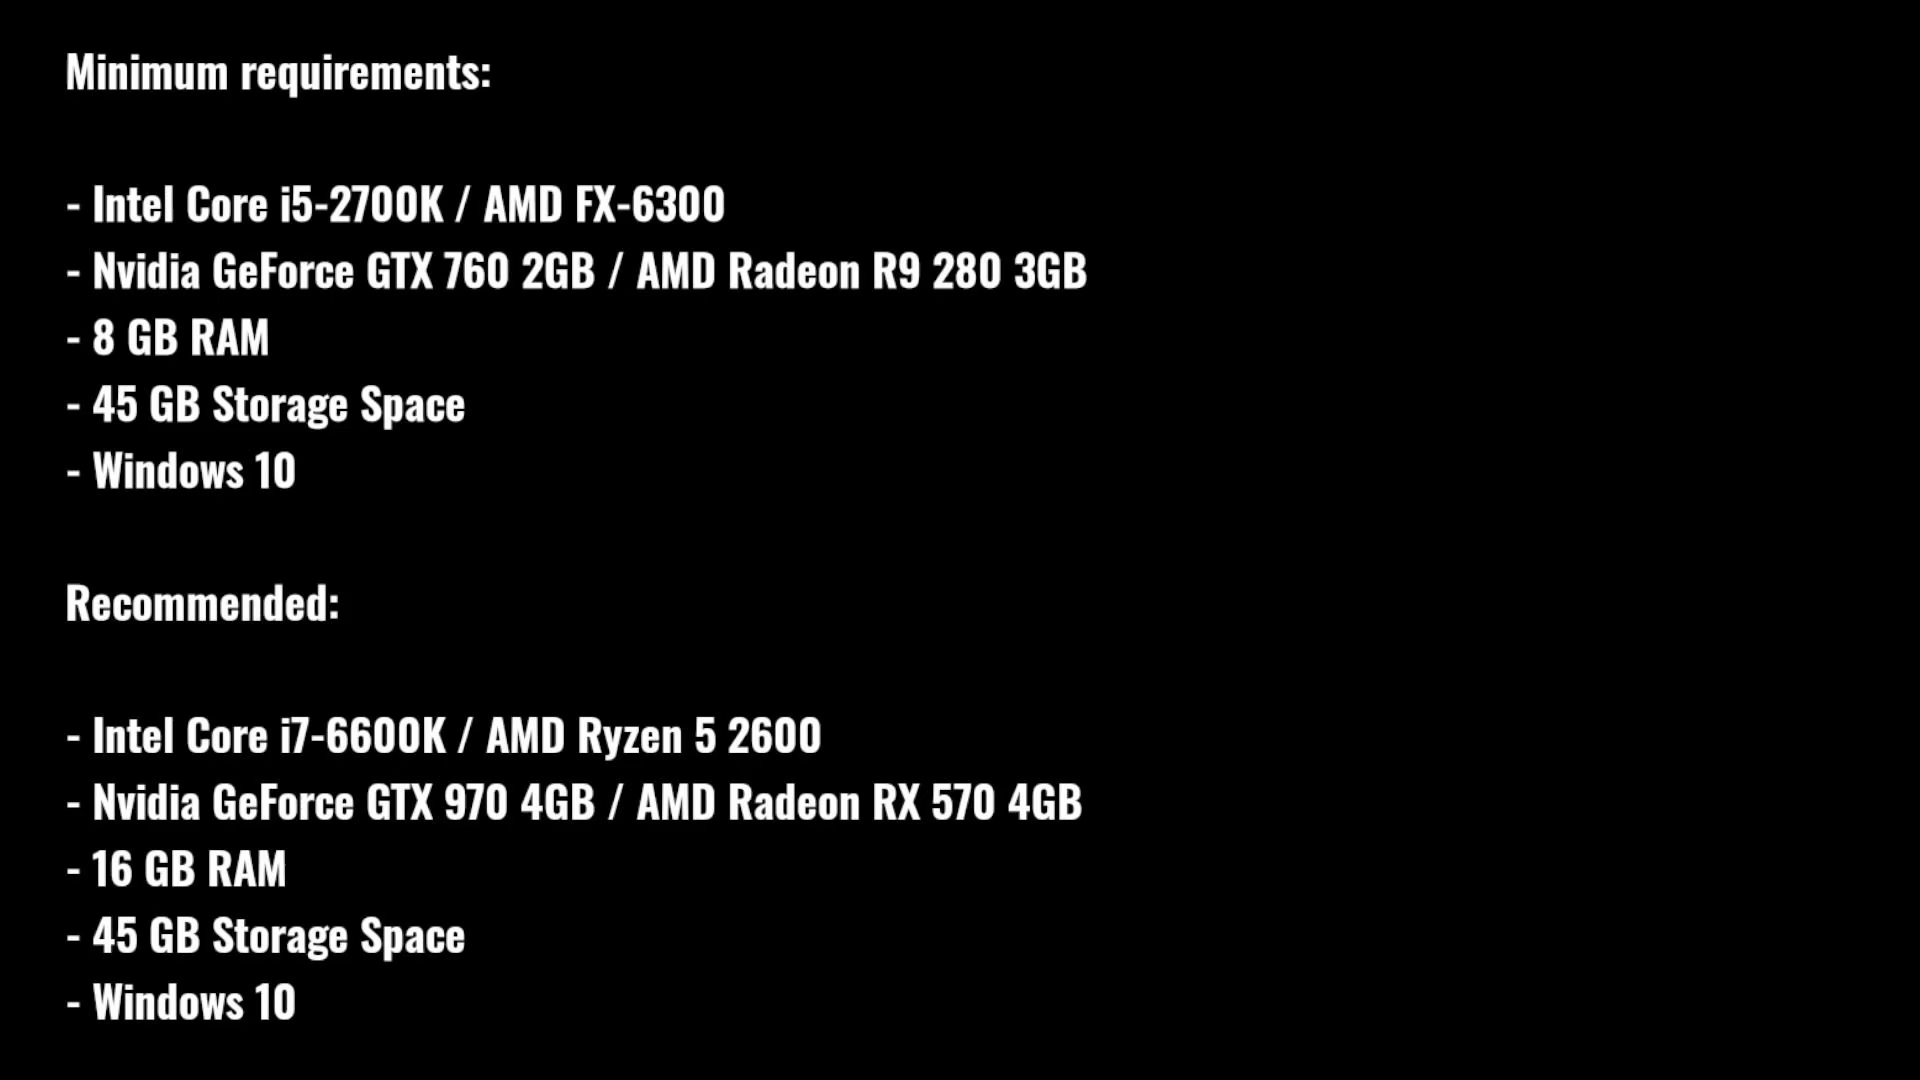 Minimum requirements:
- Intel Core i5-2700K / AMD FX-6300
- Nvidia GeForce GTX 760 2GB / AMD Radeon R9 280 3GB
- 8 GB RAM
- 45 GB Storage Space
- Windows 10
Recommended:
- Intel Core i7-6600K / AMD Ryzen 5 2600
- Nvidia GeForce GTX 970 4GB / AMD Radeon RX 570 4GB
- 16 GB RAM
- 45 GB Storage Space
- Windows 10